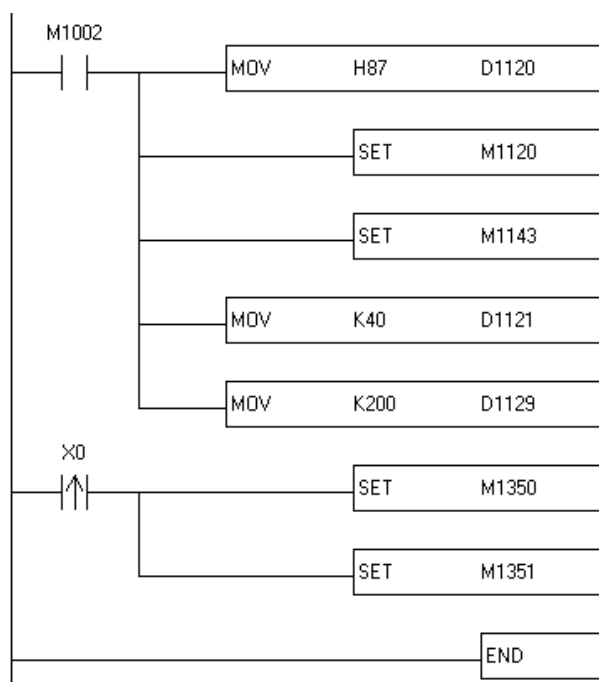 M1002
MOV H87 D1120
SET M1120
SET M1143
MOV K40 D1121
MOV K200 D1129
X0
SET M1350
SET M1351
END